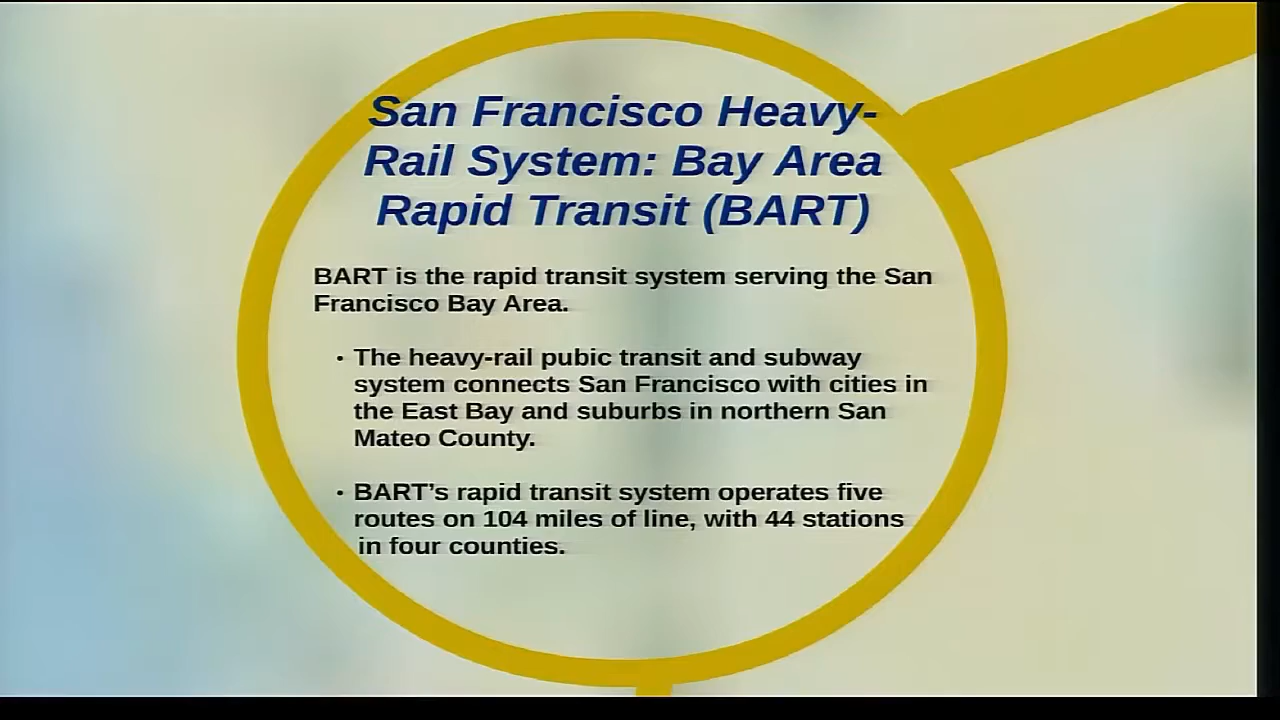 San Francisco Heavy-
Rail System: Bay Area
Rapid Transit (BART)
BART is the rapid transit system serving the San
Francisco Bay Area.
• The heavy-rail pubic transit and subway
system connects San Francisco with cities in
the East Bay and suburbs in northern San
Mateo County.
• BART’s rapid transit system operates five
routes on 104 miles of line, with 44 stations
in four counties.